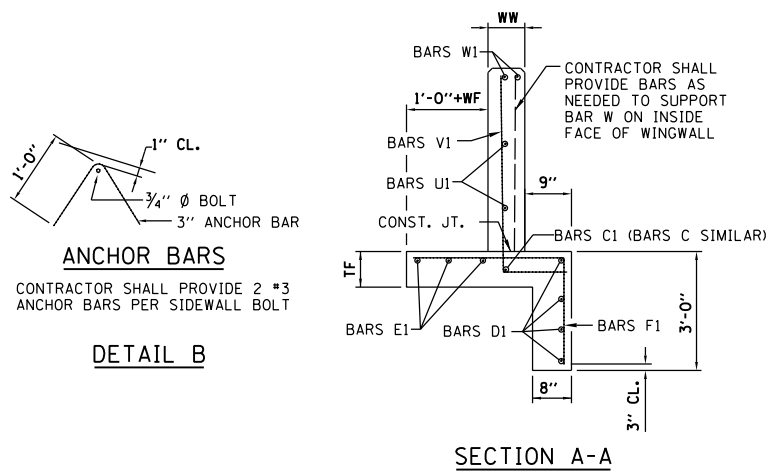 WW
BARS W1
CONTRACTOR SHALL
PROVIDE BARS AS
NEEDED TO SUPPORT
BAR W ON INSIDE
FACE OF WINGWALL
1'-0"+WF
BARS V1
BARS U1
9"
CONST. JT.
BARS C1 (BARS C SIMILAR)
TF
BARS E1
BARS D1
BARS F1
3'-0"
8"
3" CL.
SECTION A-A
1'-0"
1" CL.
¾" Ø BOLT
3" ANCHOR BAR
ANCHOR BARS
CONTRACTOR SHALL PROVIDE 2 #3
ANCHOR BARS PER SIDEWALL BOLT
DETAIL B